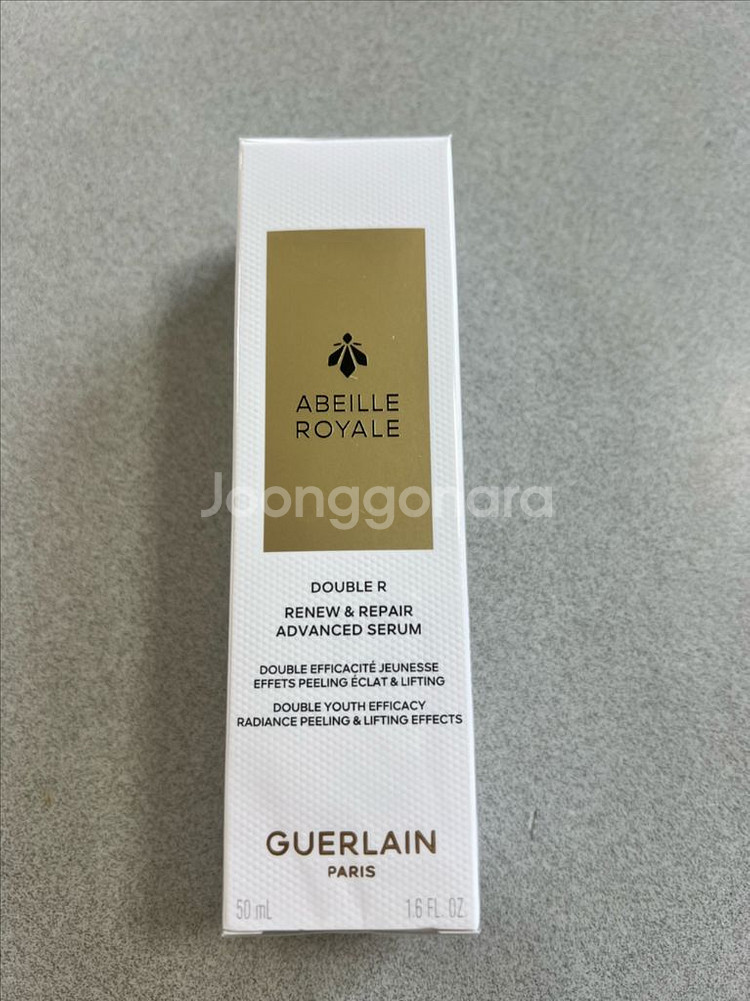 ABEILLE
ROYALE
Joonggonara
DOUBLE R
RENEW & REPAIR
ADVANCED SERUM
DOUBLE EFFICACITÉ JEUNESSE
EFFETS PEELING ÉCLAT & LIFTING
DOUBLE YOUTH EFFICACY
RADIANCE PEELING & LIFTING EFFECTS
GUERLAIN
PARIS
50 mL 1.6 FL. OZ.